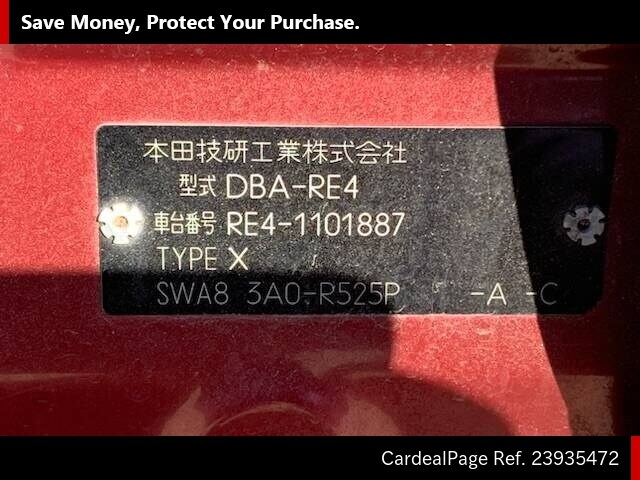 Save Money, Protect Your Purchase.
本田技研工業株式会社
型式 DBA-RE4
車台番号 RE4-1101887
TYPE X
SWA8 3A0-R525P -A -C
CardealPage Ref. 23935472